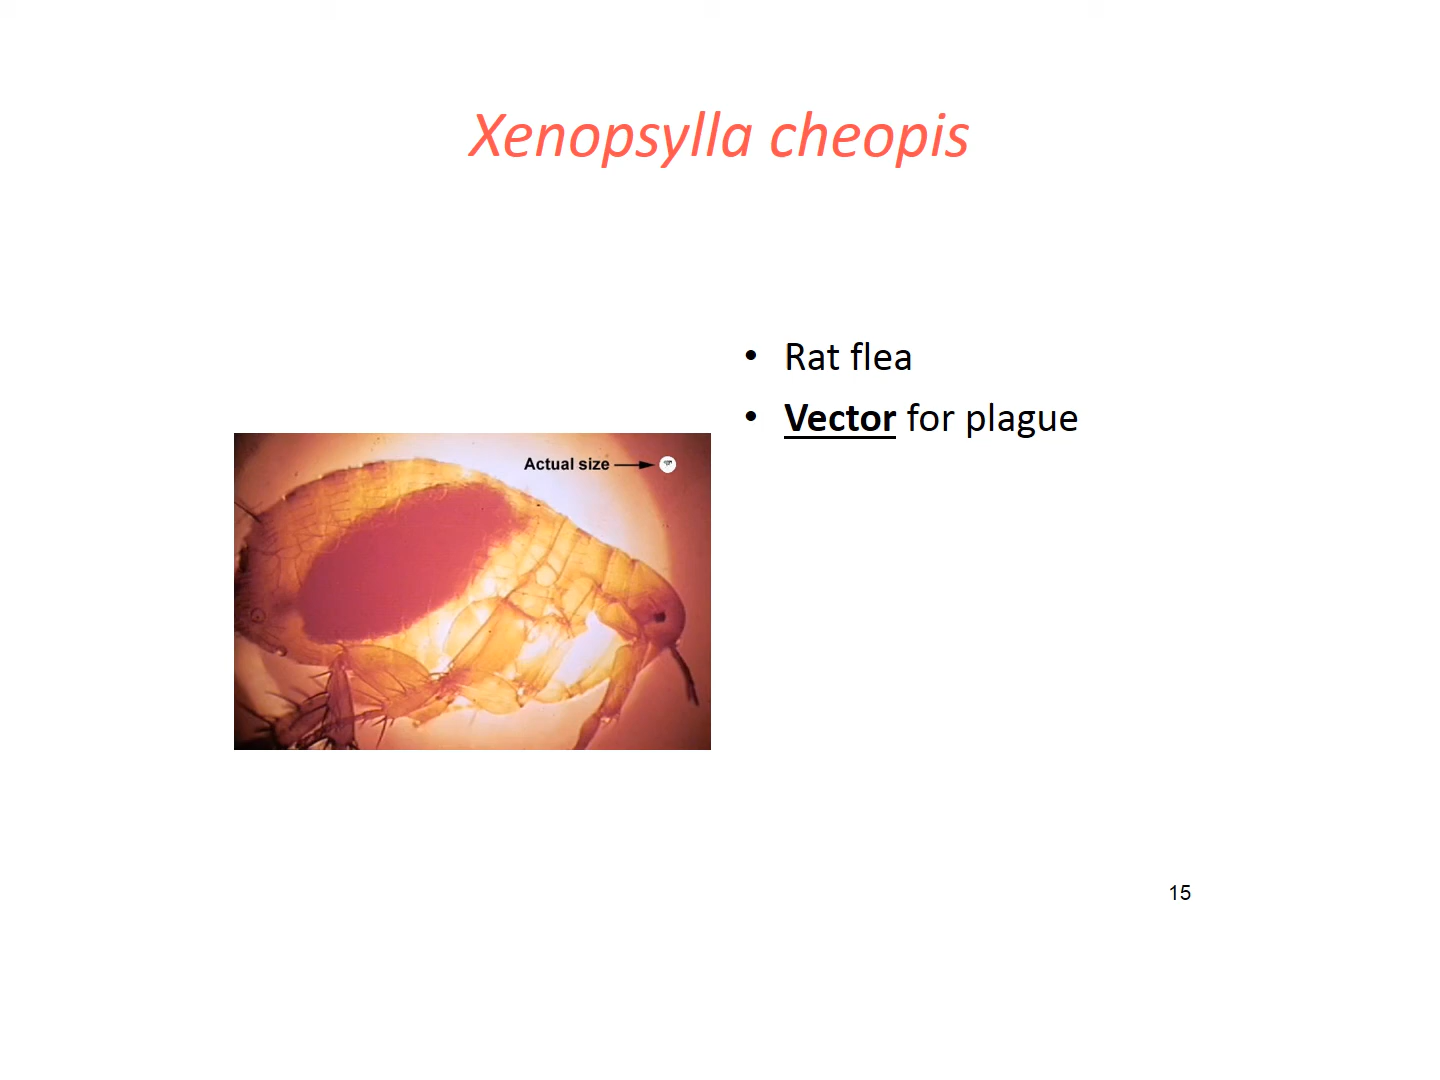 Xenopsylla cheopis
• Rat flea
• Vector for plague
Actual size
15